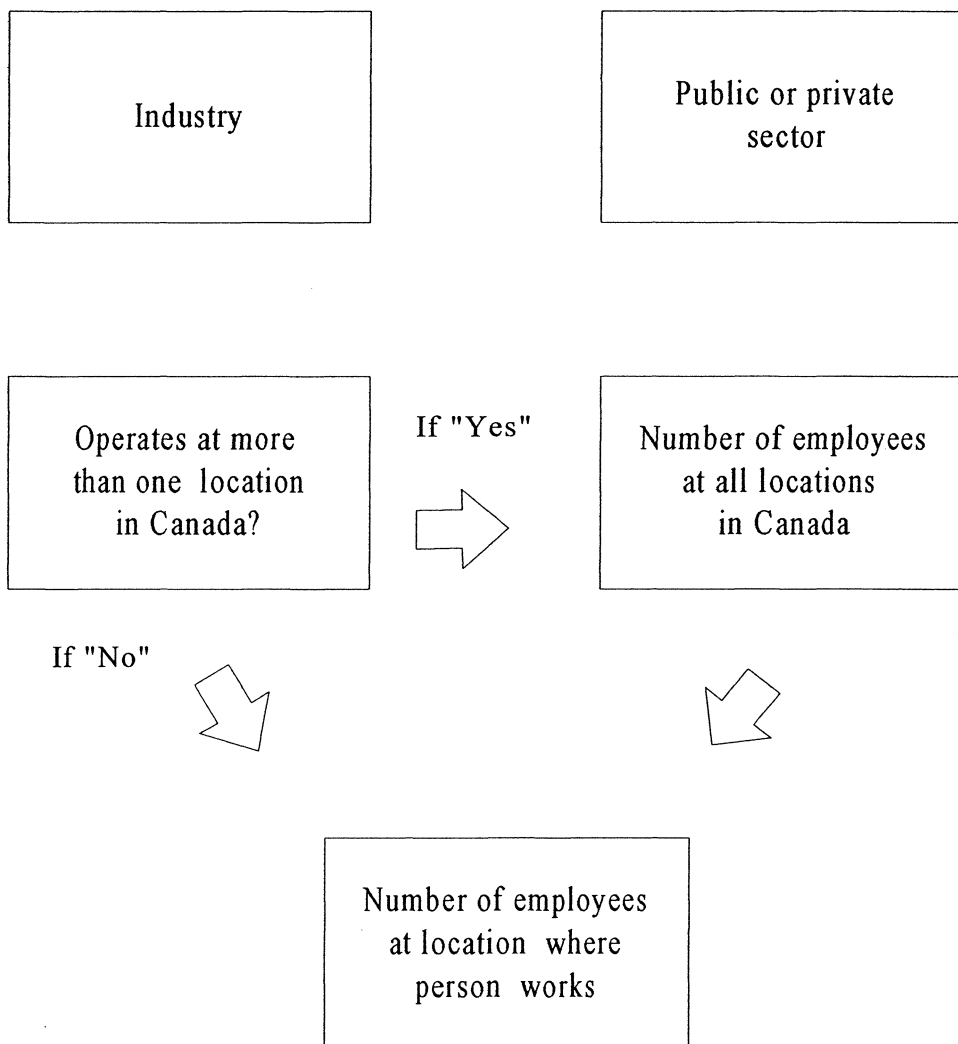 Industry
Public or private
sector
Operates at more
than one location
in Canada?
If "Yes"
Number of employees
at all locations
in Canada
If "No"
Number of employees
at location where
person works